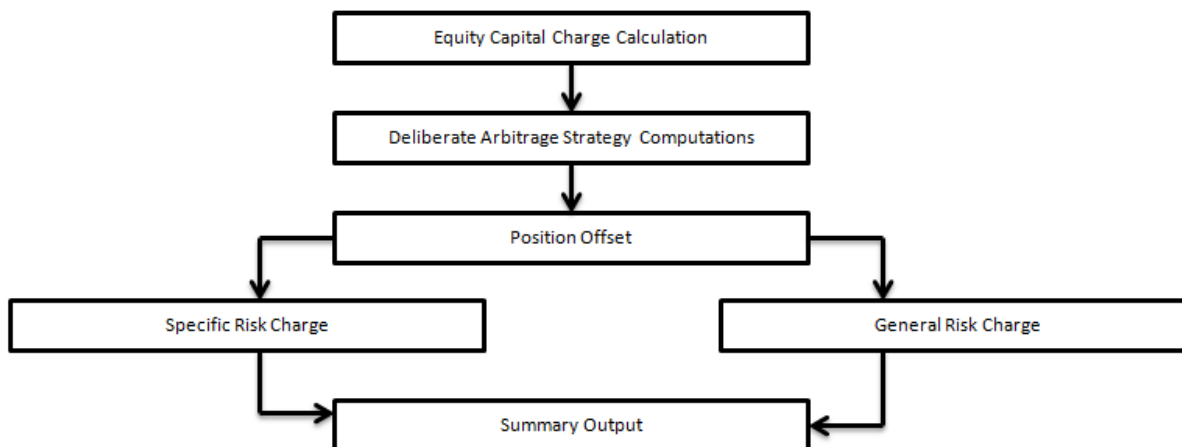 Equity Capital Charge Calculation
Deliberate Arbitrage Strategy Computations
Position Offset
Specific Risk Charge
General Risk Charge
Summary Output